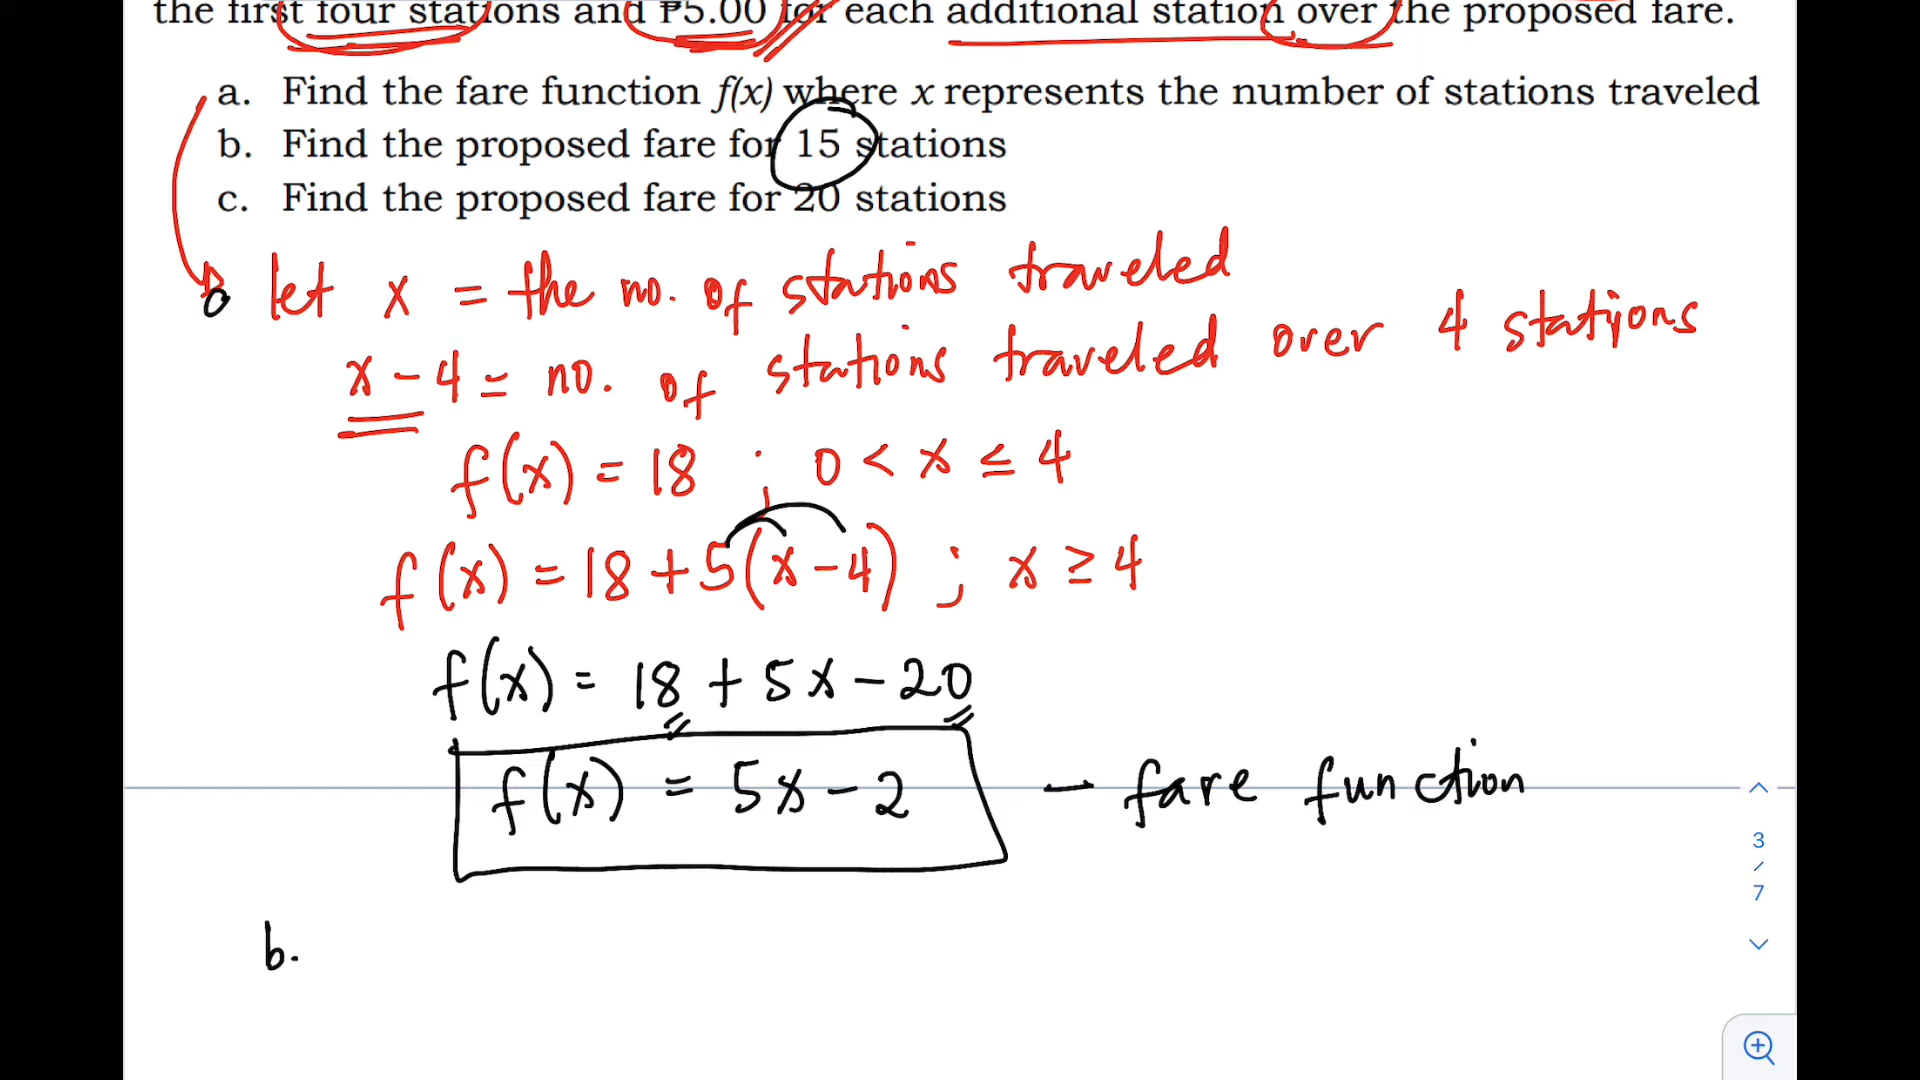 the first four stations and ₱5.00 for each additional station over the proposed fare.
a. Find the fare function f(x) where x represents the number of stations traveled
b. Find the proposed fare for 15 stations
c. Find the proposed fare for 20 stations
let x = the no. of stations traveled
x - 4 = no. of stations traveled over 4 stations
f(x) = 18 ; 0 < x ≤ 4
f(x) = 18 + 5(x - 4) ; x ≥ 4
f(x) = 18 + 5x - 20
f(x) = 5x - 2 - fare function
3
/
7
b.